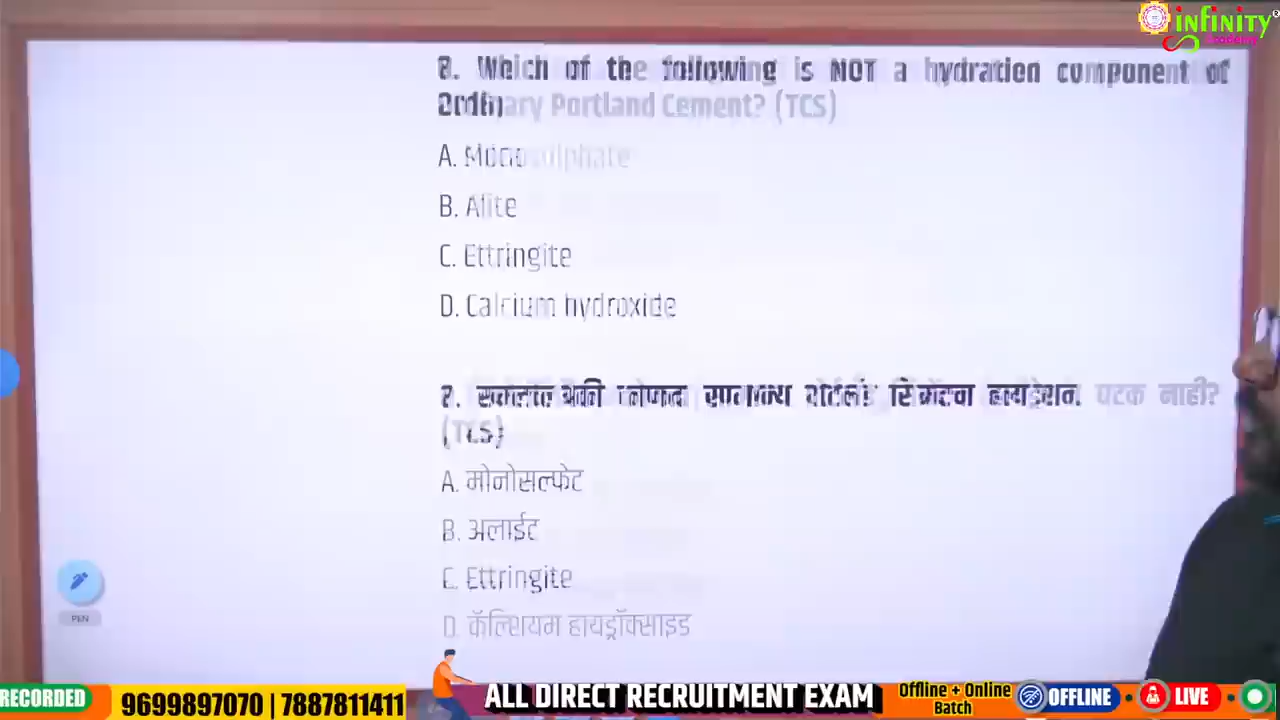 infinity
Which of the following is NOT a hydration component of
Portland Cement? (TCS)
A. Monosulphate
B. Alite
C. Ettringite
D. Calcium hydroxide
घटक नाही?
(TCS)
A. मोनोसल्फेट
B. अलाईट
C. Ettringite
D. कॅल्शियम हायड्रॉक्साइड
PEN
RECORDED
9699897070 | 7887811411
ALL DIRECT RECRUITMENT EXAM
Offline + Online
Batch
OFFLINE
LIVE